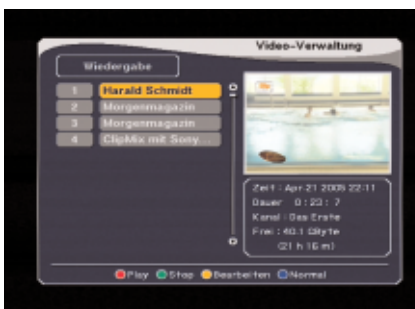 Video-Verwaltung
Wiedergabe
1 Harald Schmidt
2 Morgenmagazin
3 Morgenmagazin
4 ClipMix mit Sony...
Zeit : Apr.21 2005 22:11
Dauer 0 : 23 : 7
Kanal : Das Erste
Frei : 40.1 GByte
(21 h 16 m)
Play Stop Bearbeiten Normal